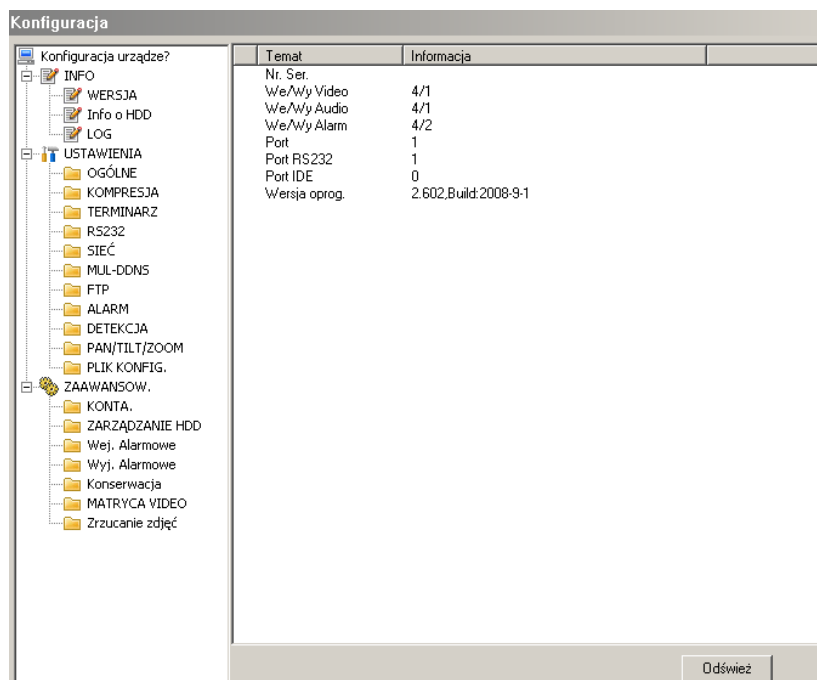 Konfiguracja
Konfiguracja urządze?
INFO
WERSJA
Info o HDD
LOG
USTAWIENIA
OGÓLNE
KOMPRESJA
TERMINARZ
RS232
SIEĆ
MUL-DDNS
FTP
ALARM
DETEKCJA
PAN/TILT/ZOOM
PLIK KONFIG.
ZAAWANSOW.
KONTA.
ZARZĄDZANIE HDD
Wej. Alarmowe
Wyj. Alarmowe
Konserwacja
MATRYCA VIDEO
Zrzucanie zdjęć
Temat Informacja
Nr. Ser.
We/Wy Video 4/1
We/Wy Audio 4/1
We/Wy Alarm 4/2
Port 1
Port RS232 1
Port IDE 0
Wersja oprog. 2.602,Build:2008-9-1
Odśwież